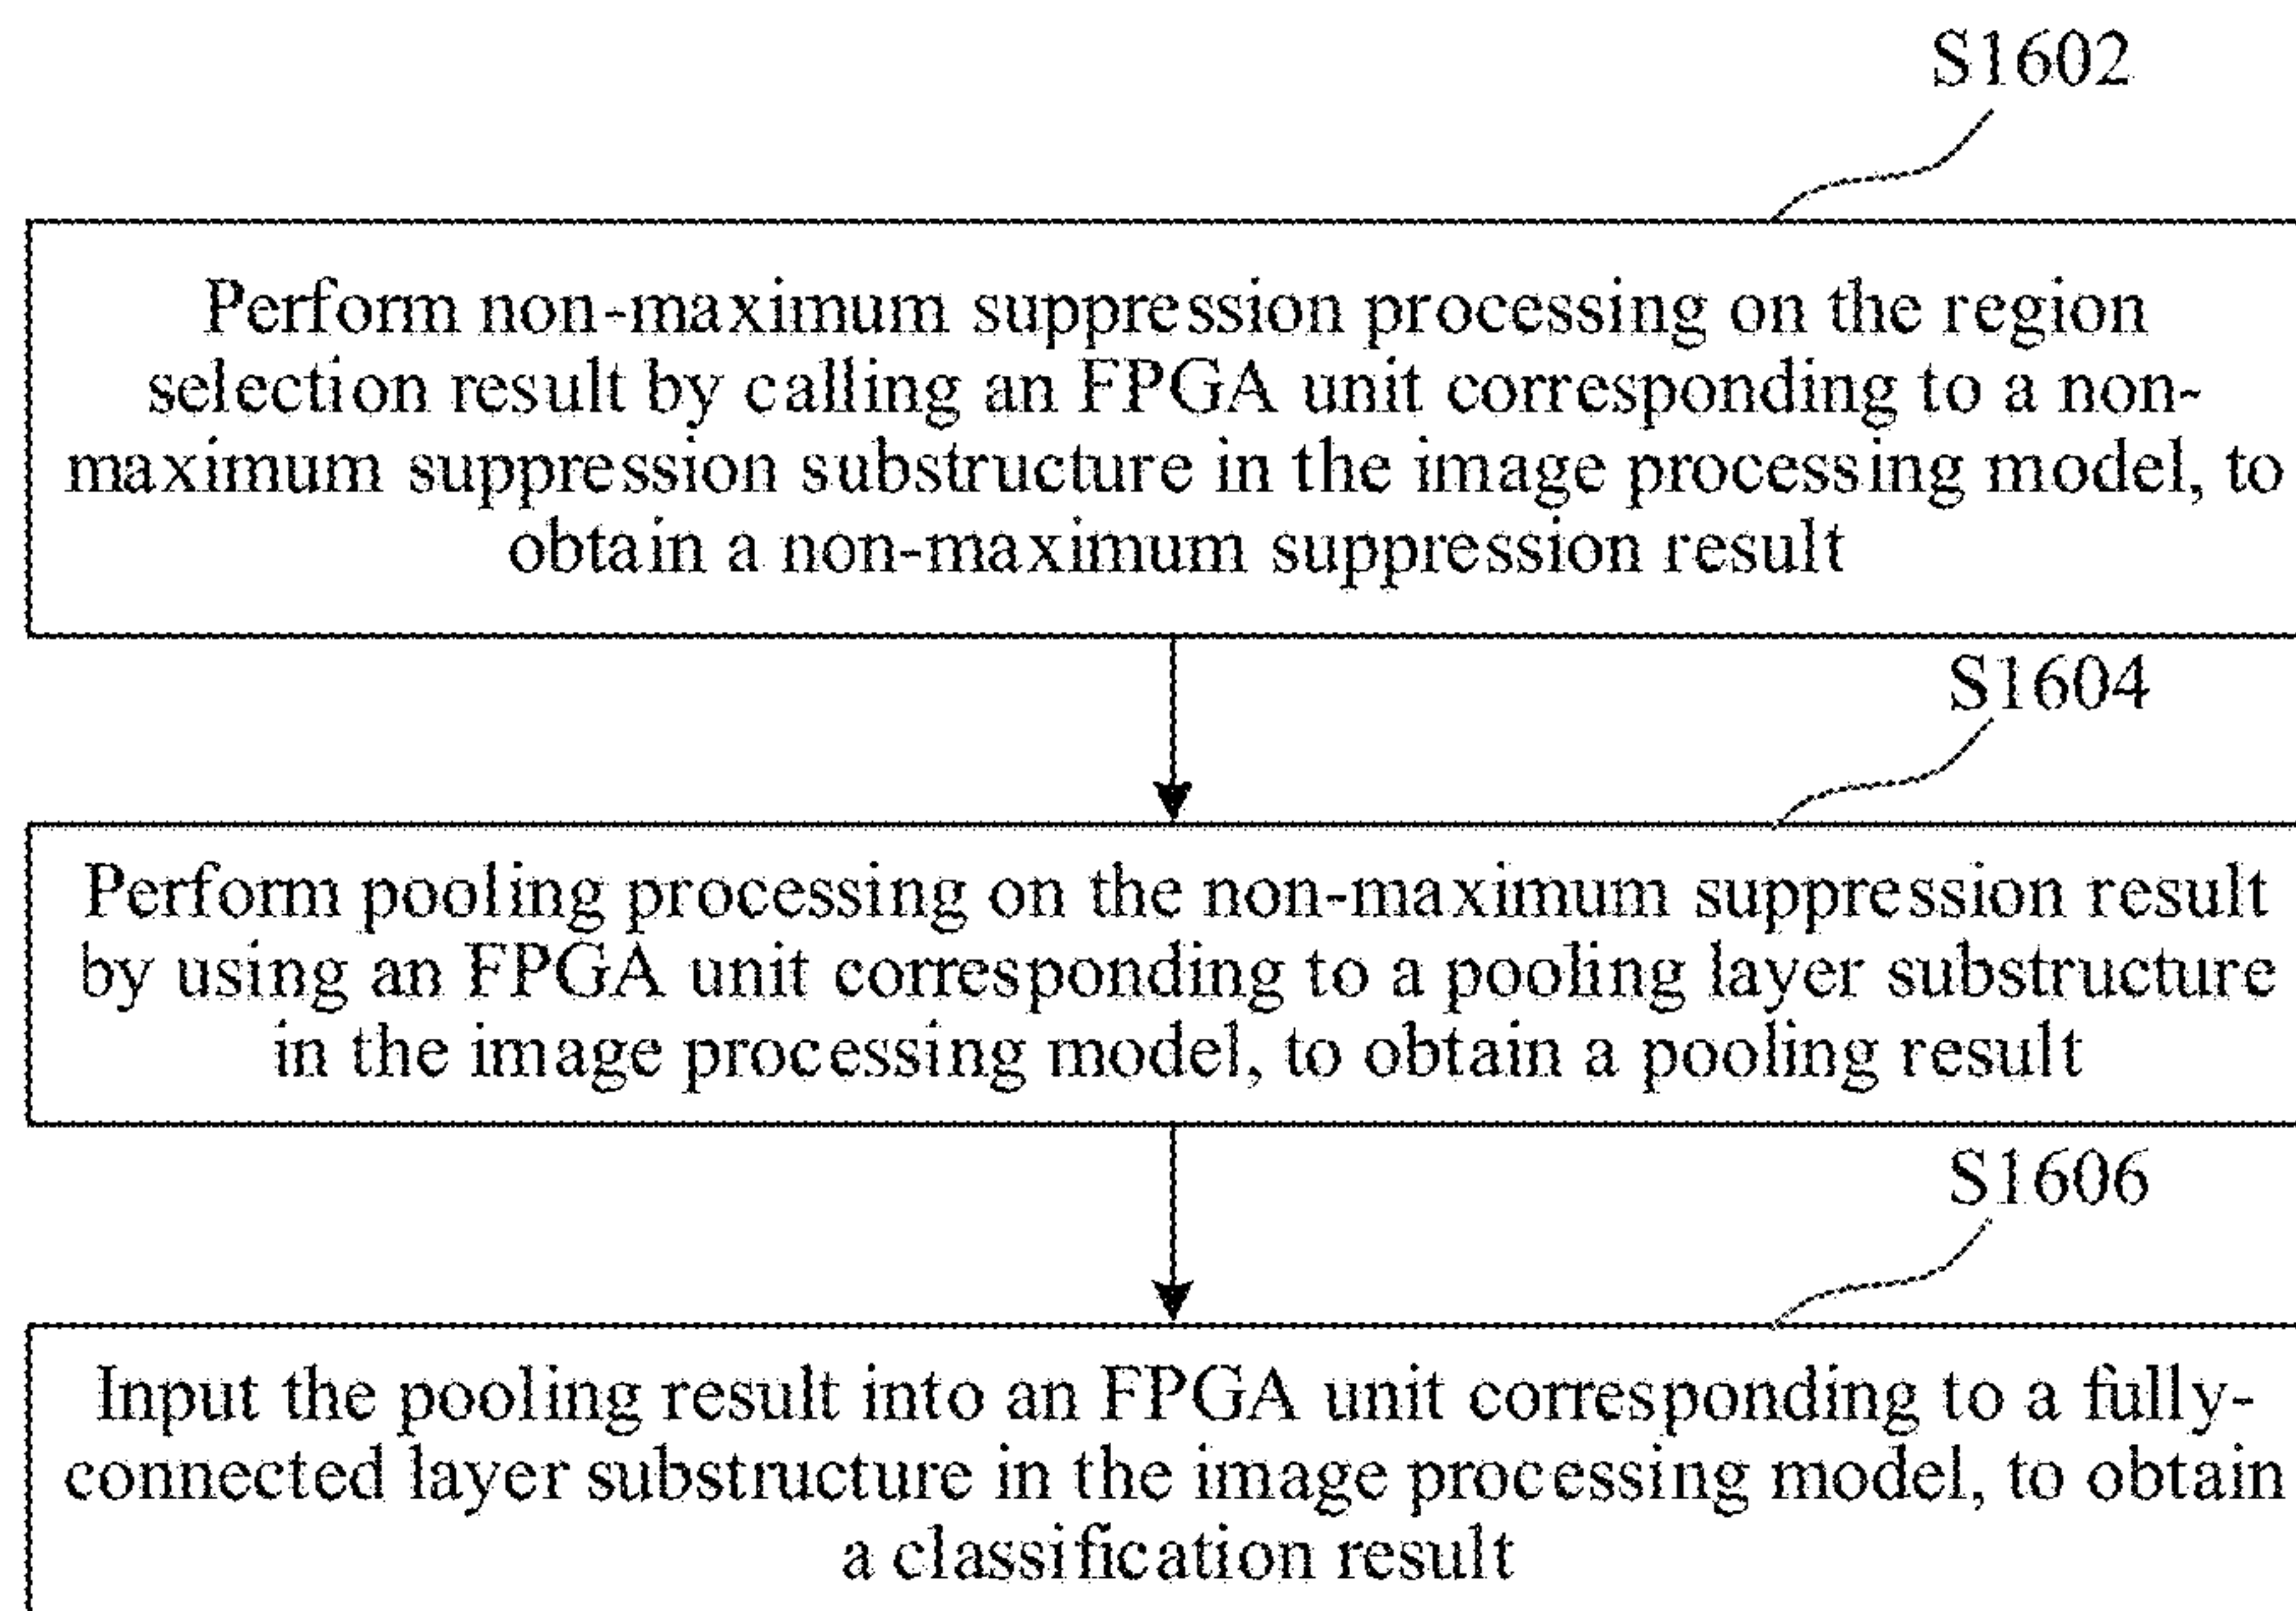 S1602
Perform non-maximum suppression processing on the region
selection result by calling an FPGA unit corresponding to a non-
maximum suppression substructure in the image processing model, to
obtain a non-maximum suppression result
S1604
Perform pooling processing on the non-maximum suppression result
by using an FPGA unit corresponding to a pooling layer substructure
in the image processing model, to obtain a pooling result
S1606
Input the pooling result into an FPGA unit corresponding to a fully-
connected layer substructure in the image processing model, to obtain
a classification result